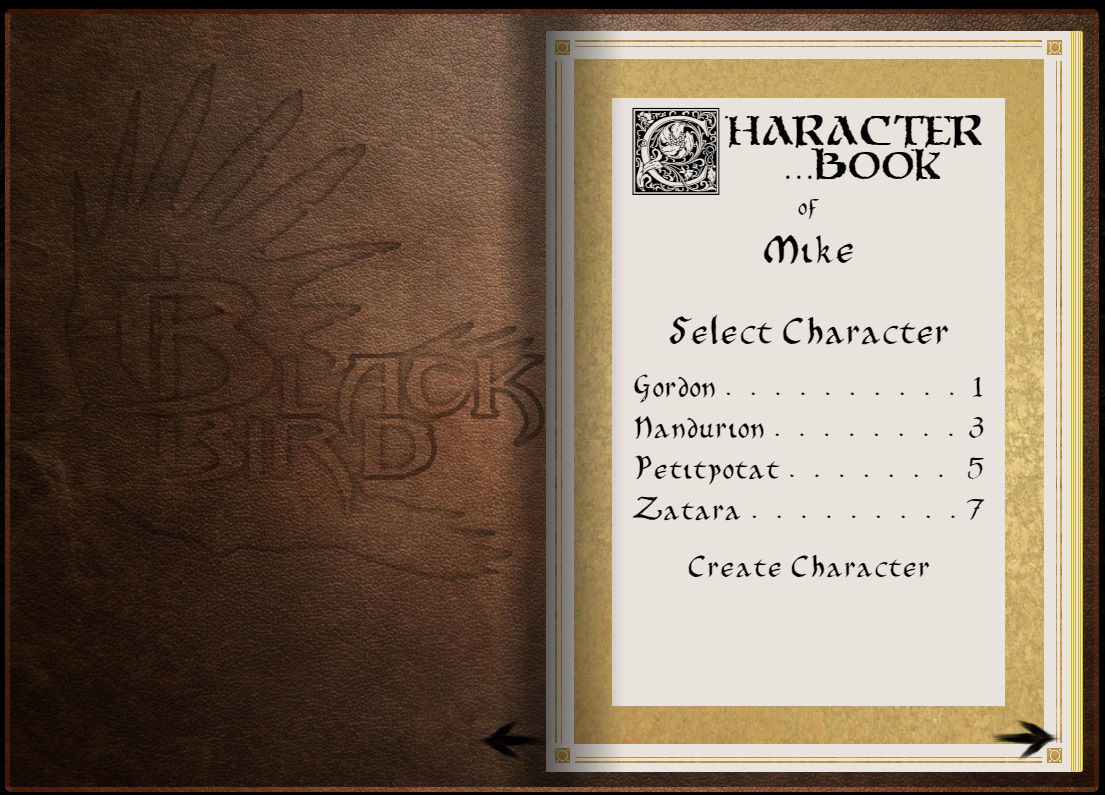 BLACK
BIRD
CHARACTER
...BOOK
of
Mike
Select Character
Gordon . . . . . . . . . . 1
Nandurion . . . . . . . . 3
Petitpotat . . . . . . . 5
Zatara . . . . . . . . . 7
Create Character